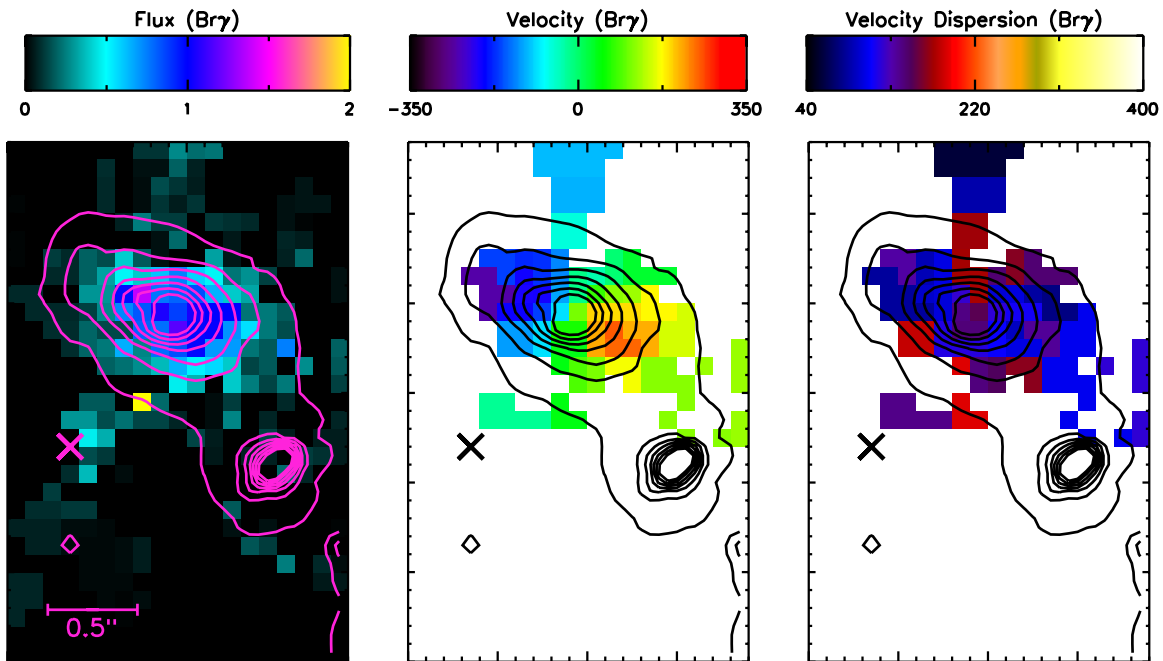 Flux (Brγ)
Velocity (Brγ)
Velocity Dispersion (Brγ)
0 1 2
−350 0 350
40 220 400
0.5"